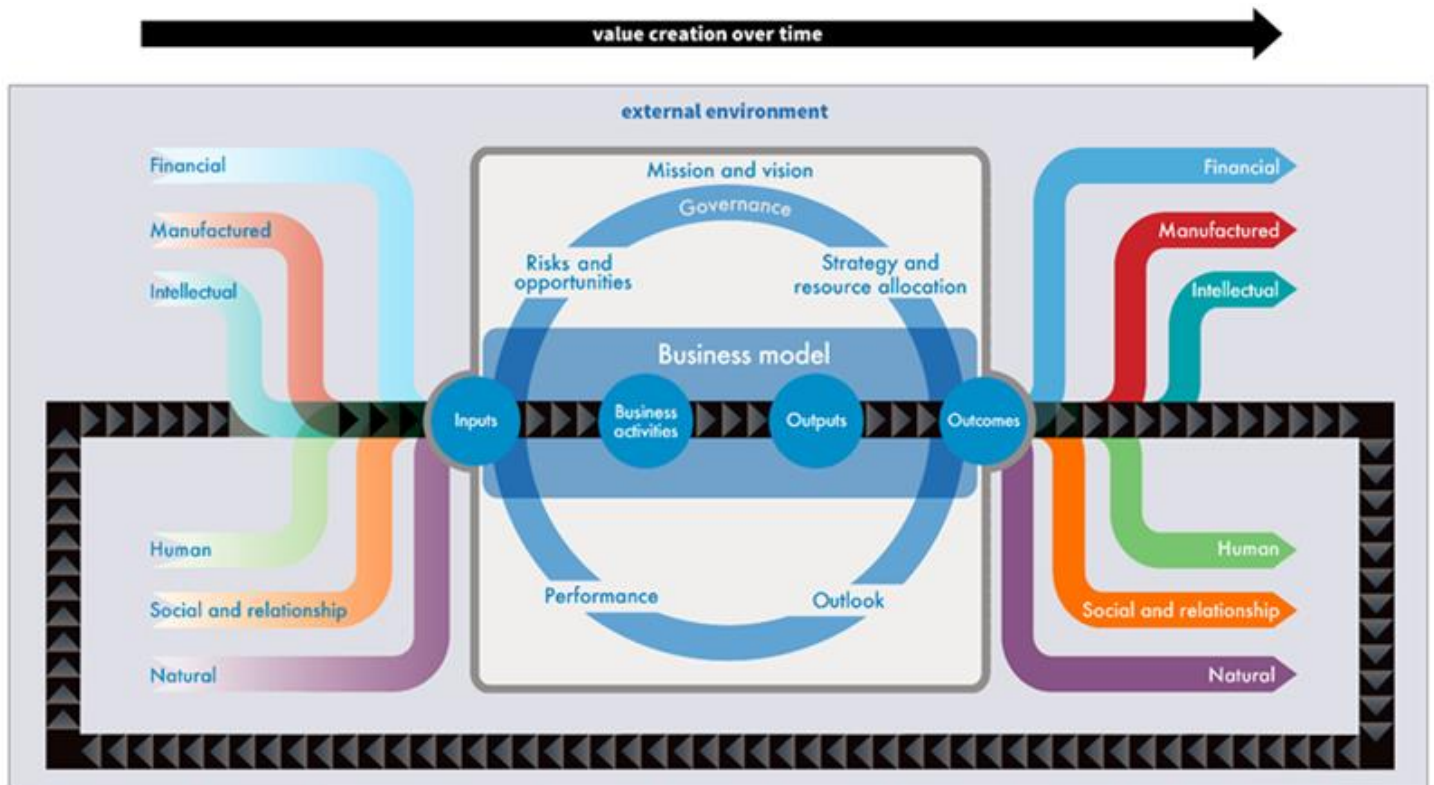 value creation over time
external environment
Financial
Manufactured
Intellectual
Human
Social and relationship
Natural
Mission and vision
Governance
Risks and
opportunities
Strategy and
resource allocation
Business model
Inputs
Business
activities
Outputs
Outcomes
Performance
Outlook
Financial
Manufactured
Intellectual
Human
Social and relationship
Natural